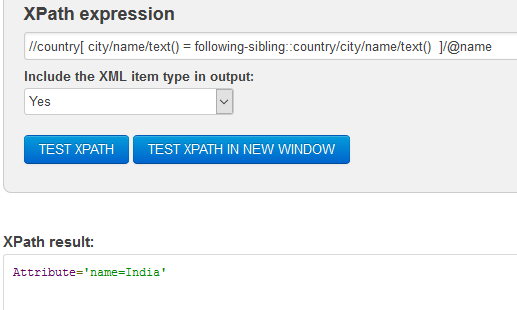 XPath expression
//country[ city/name/text() = following-sibling::country/city/name/text()  ]/@name
Include the XML item type in output:
Yes
TEST XPATH TEST XPATH IN NEW WINDOW
XPath result:
Attribute='name=India'